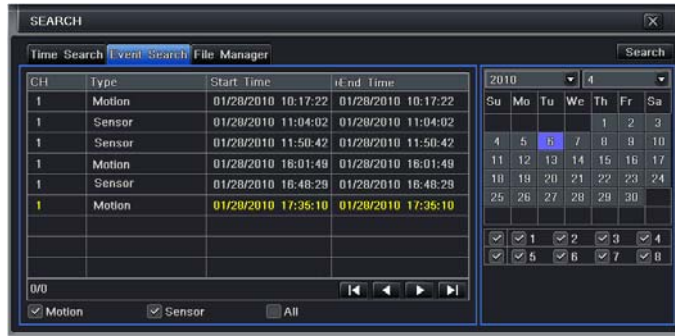 SEARCH
Time Search Event Search File Manager Search
CH Type Start Time End Time
1 Motion 01/28/2010 10:17:22 01/28/2010 10:17:22
1 Sensor 01/28/2010 11:04:02 01/28/2010 11:04:02
1 Sensor 01/28/2010 11:50:42 01/28/2010 11:50:42
1 Motion 01/28/2010 16:01:49 01/28/2010 16:01:49
1 Sensor 01/28/2010 16:48:29 01/28/2010 16:48:29
1 Motion 01/28/2010 17:35:10 01/28/2010 17:35:10
0/0
Motion Sensor All
2010 4
Su Mo Tu We Th Fr Sa
1 2 3
4 5 6 7 8 9 10
11 12 13 14 15 16 17
18 19 20 21 22 23 24
25 26 27 28 29 30
1 2 3 4
5 6 7 8